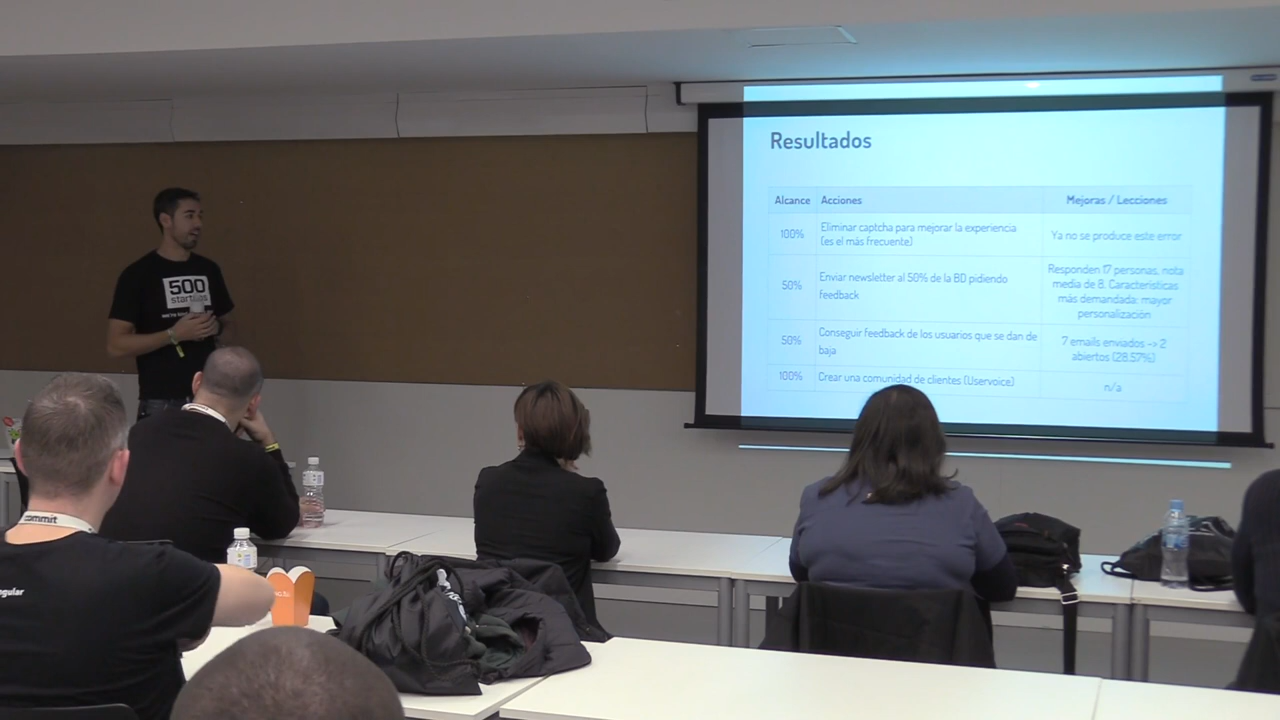 Resultados
Alcance Acciones Mejoras / Lecciones
100% Eliminar captcha para mejorar la experiencia
(es el más frecuente)
Ya no se produce este error
50% Enviar newsletter al 50% de la BD pidiendo
feedback
Responden 17 personas, nota
media de 8. Características
más demandada: mayor
personalización
50% Conseguir feedback de los usuarios que se dan de
baja
7 emails enviados -> 2
abiertos (28.57%)
100% Crear una comunidad de clientes (Uservoice)
n/a
500
startups